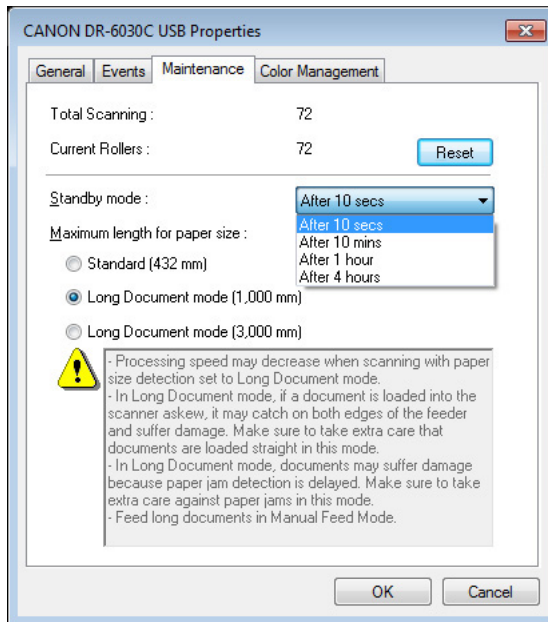 CANON DR-6030C USB Properties
General Events Maintenance Color Management
Total Scanning : 72
Current Rollers : 72 Reset
Standby mode : After 10 secs
After 10 secs
After 10 mins
After 1 hour
After 4 hours
Maximum length for paper size :
Standard (432 mm)
Long Document mode (1,000 mm)
Long Document mode (3,000 mm)
- Processing speed may decrease when scanning with paper
size detection set to Long Document mode.
- In Long Document mode, if a document is loaded into the
scanner askew, it may catch on both edges of the feeder
and suffer damage. Make sure to take extra care that
documents are loaded straight in this mode.
- In Long Document mode, documents may suffer damage
because paper jam detection is delayed. Make sure to take
extra care against paper jams in this mode.
- Feed long documents in Manual Feed Mode.
OK Cancel